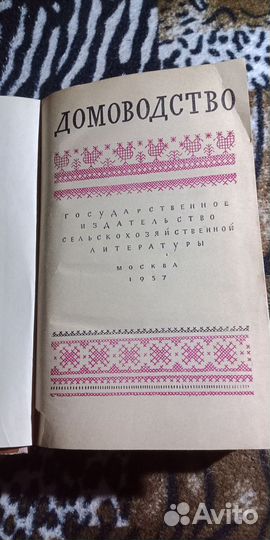 ДОМОВОДСТВО
ГОСУДАРСТВЕННОЕ
ИЗДАТЕЛЬСТВО
СЕЛЬСКОХОЗЯЙСТВЕННОЙ
ЛИТЕРАТУРЫ
МОСКВА
1957
Avito